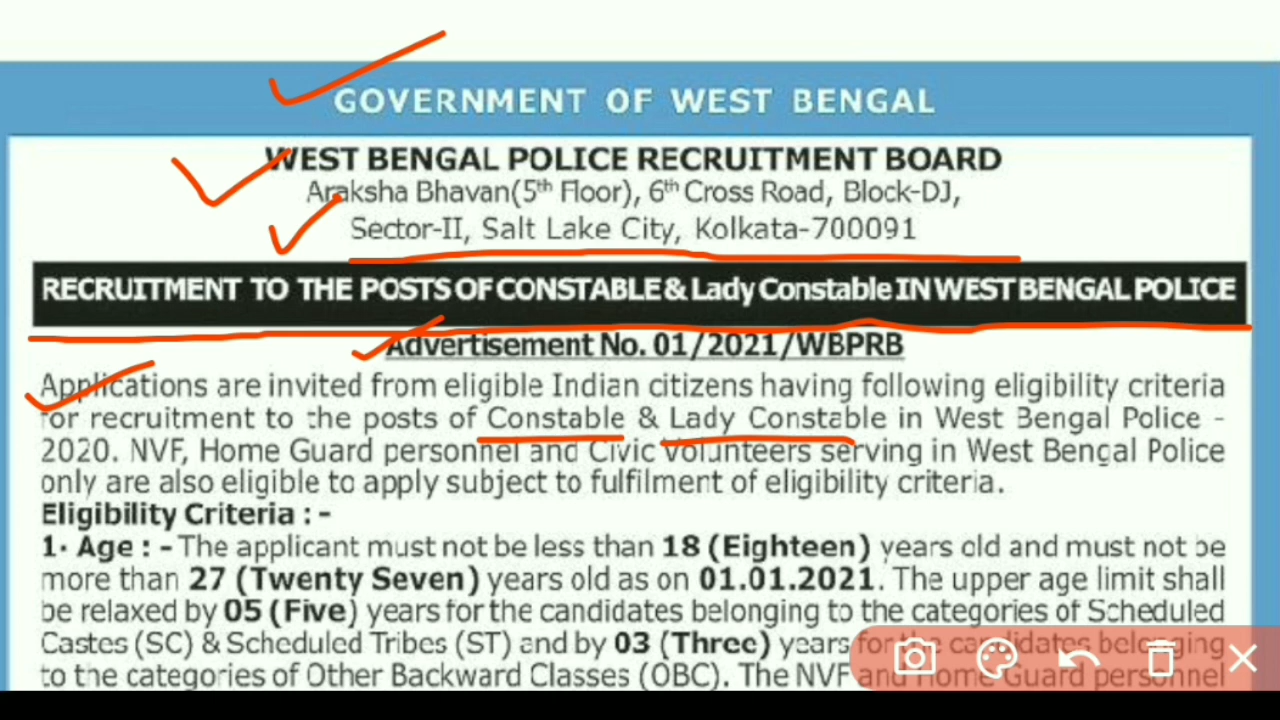 GOVERNMENT OF WEST BENGAL
WEST BENGAL POLICE RECRUITMENT BOARD
Araksha Bhavan(5th Floor), 6th Cross Road, Block-DJ,
Sector-II, Salt Lake City, Kolkata-700091
RECRUITMENT TO THE POSTS OF CONSTABLE & Lady Constable IN WEST BENGAL POLICE
Advertisement No. 01/2021/WBPRB
Applications are invited from eligible Indian citizens having following eligibility criteria
for recruitment to the posts of Constable & Lady Constable in West Bengal Police -
2020. NVF, Home Guard personnel and Civic Volunteers serving in West Bengal Police
only are also eligible to apply subject to fulfilment of eligibility criteria.
Eligibility Criteria : -
1. Age : - The applicant must not be less than 18 (Eighteen) years old and must not be
more than 27 (Twenty Seven) years old as on 01.01.2021. The upper age limit shall
be relaxed by 05 (Five) years for the candidates belonging to the categories of Scheduled
Castes (SC) & Scheduled Tribes (ST) and by 03 (Three) years for the candidates belonging
to the categories of Other Backward Classes (OBC). The NVF and Home Guard personnel